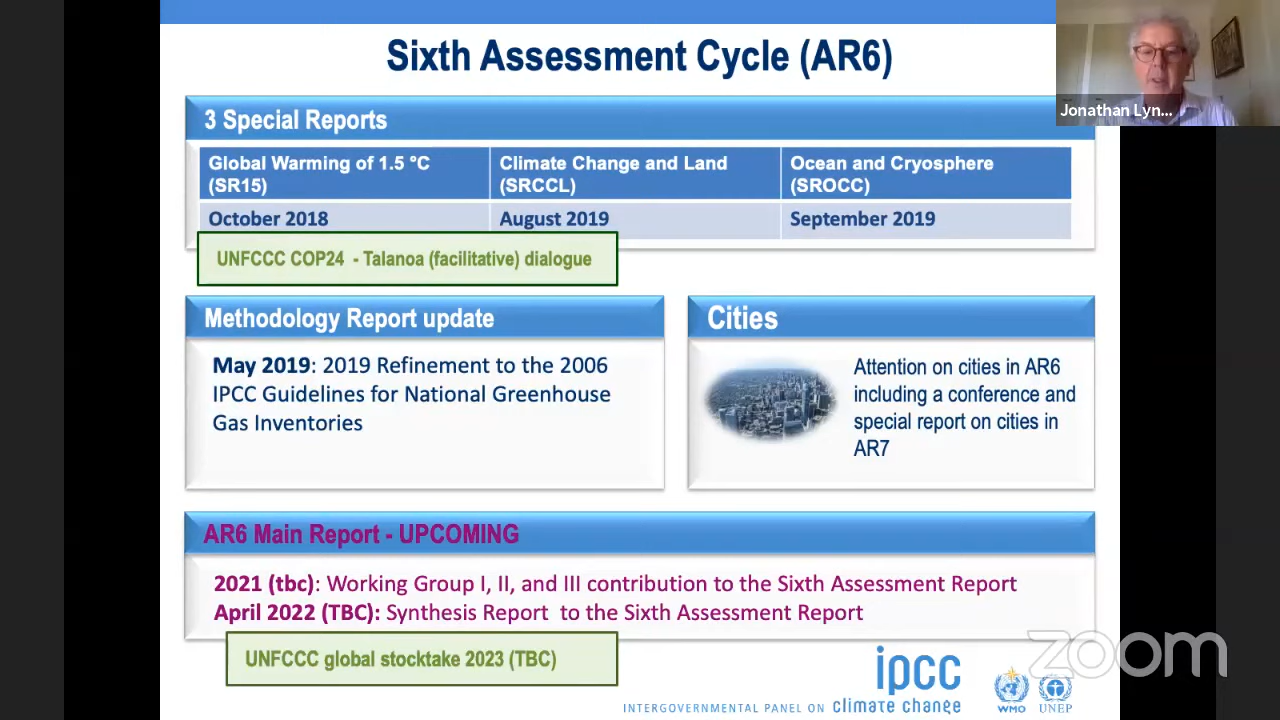 Sixth Assessment Cycle (AR6)
Jonathan Lyn...
3 Special Reports
Global Warming of 1.5 °C
(SR15)
Climate Change and Land
(SRCCL)
Ocean and Cryosphere
(SROCC)
October 2018
August 2019
September 2019
UNFCCC COP24 - Talanoa (facilitative) dialogue
Methodology Report update
May 2019: 2019 Refinement to the 2006
IPCC Guidelines for National Greenhouse
Gas Inventories
Cities
Attention on cities in AR6
including a conference and
special report on cities in
AR7
AR6 Main Report - UPCOMING
2021 (tbc): Working Group I, II, and III contribution to the Sixth Assessment Report
April 2022 (TBC): Synthesis Report to the Sixth Assessment Report
UNFCCC global stocktake 2023 (TBC)
zoom
ipcc
INTERGOVERNMENTAL PANEL ON climate change
WMO
UNEP